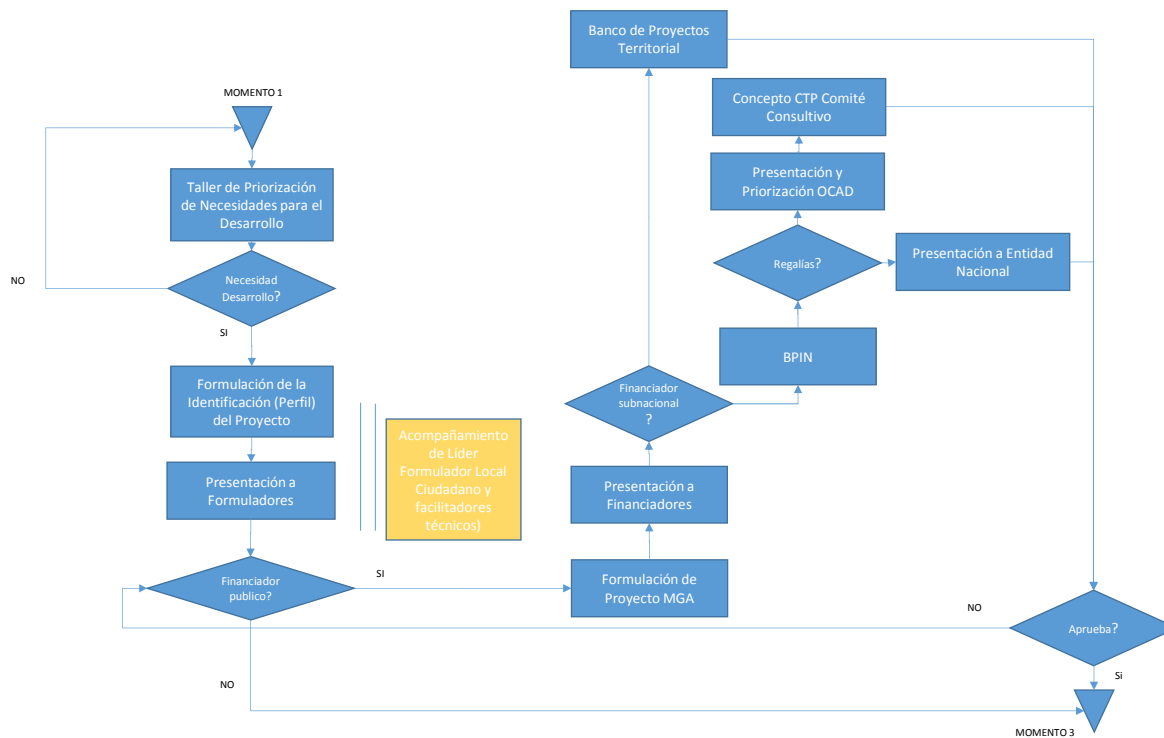 MOMENTO 1
Taller de Priorización
de Necesidades para el
Desarrollo
Necesidad
Desarrollo?
NO
SI
Formulación de la
Identificación (Perfil)
del Proyecto
Presentación a
Formuladores
Acompañamiento
de Líder
Formulador Local
Ciudadano y
facilitadores
técnicos)
Financiador
publico?
SI
NO
Formulación de
Proyecto MGA
Presentación a
Financiadores
Financiador
subnacional
?
Banco de Proyectos
Territorial
BPIN
Regalías?
Presentación y
Priorización OCAD
Concepto CTP Comité
Consultivo
Presentación a Entidad
Nacional
Aprueba?
NO
Si
MOMENTO 3